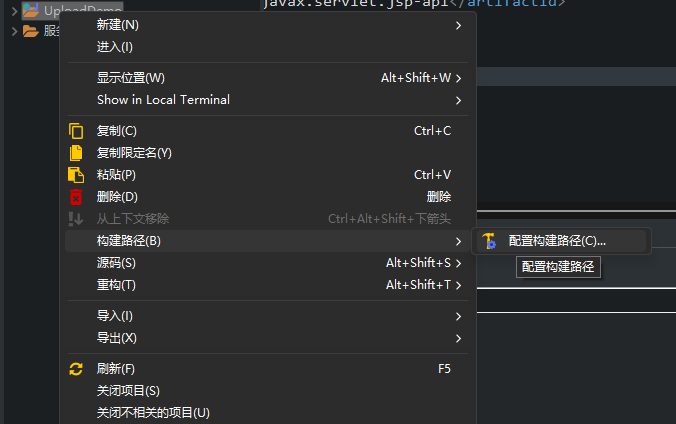 javax.servlet.jsp-api</artifactId>
UploadDemo
新建(N)
进入(I)
显示位置(W) Alt+Shift+W
Show in Local Terminal
复制(C) Ctrl+C
复制限定名(Y)
粘贴(P) Ctrl+V
删除(D) 删除
从上下文移除 Ctrl+Alt+Shift+下箭头
构建路径(B)
配置构建路径(C)...
源码(S) Alt+Shift+S
配置构建路径
重构(T) Alt+Shift+T
导入(I)
导出(X)
刷新(F) F5
关闭项目(S)
关闭不相关的项目(U)